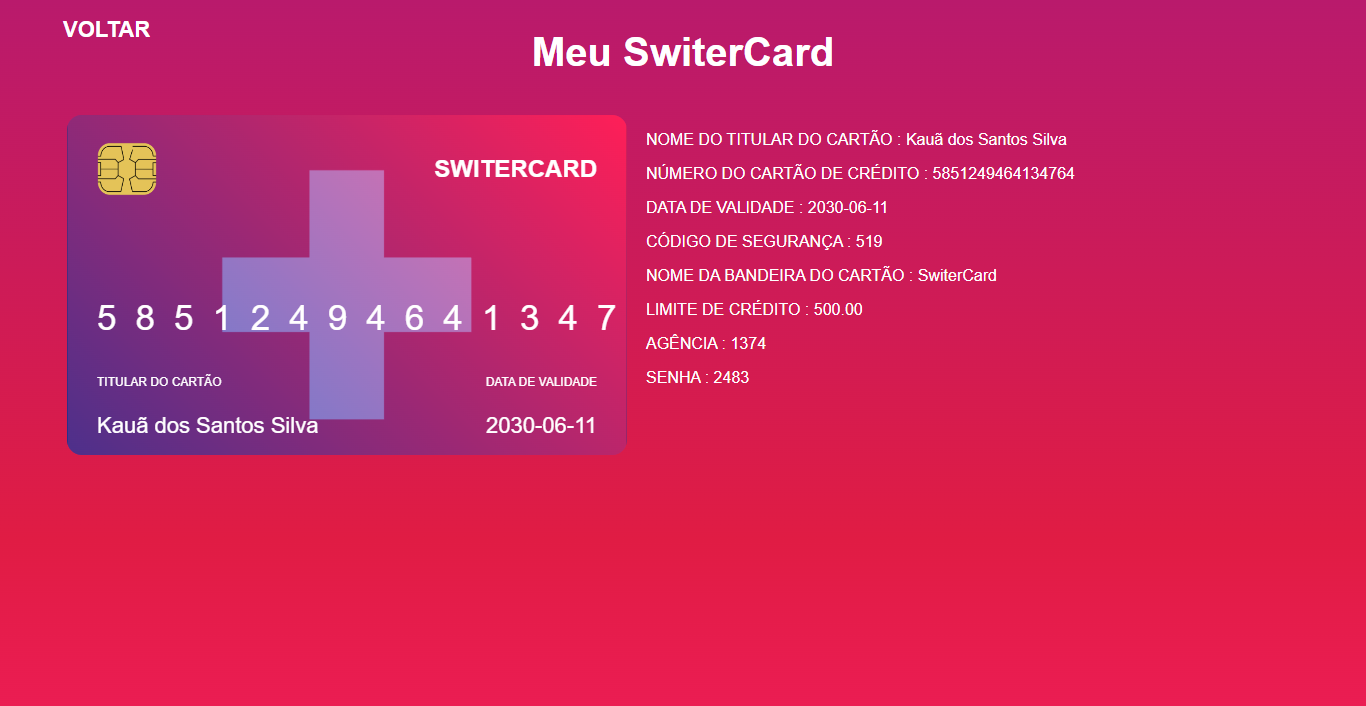 VOLTAR
Meu SwiterCard
SWITERCARD
5 8 5 1 2 4 9 4 6 4 1 3 4 7
TITULAR DO CARTÃO
DATA DE VALIDADE
Kauã dos Santos Silva
2030-06-11
NOME DO TITULAR DO CARTÃO : Kauã dos Santos Silva
NÚMERO DO CARTÃO DE CRÉDITO : 5851249464134764
DATA DE VALIDADE : 2030-06-11
CÓDIGO DE SEGURANÇA : 519
NOME DA BANDEIRA DO CARTÃO : SwiterCard
LIMITE DE CRÉDITO : 500.00
AGÊNCIA : 1374
SENHA : 2483